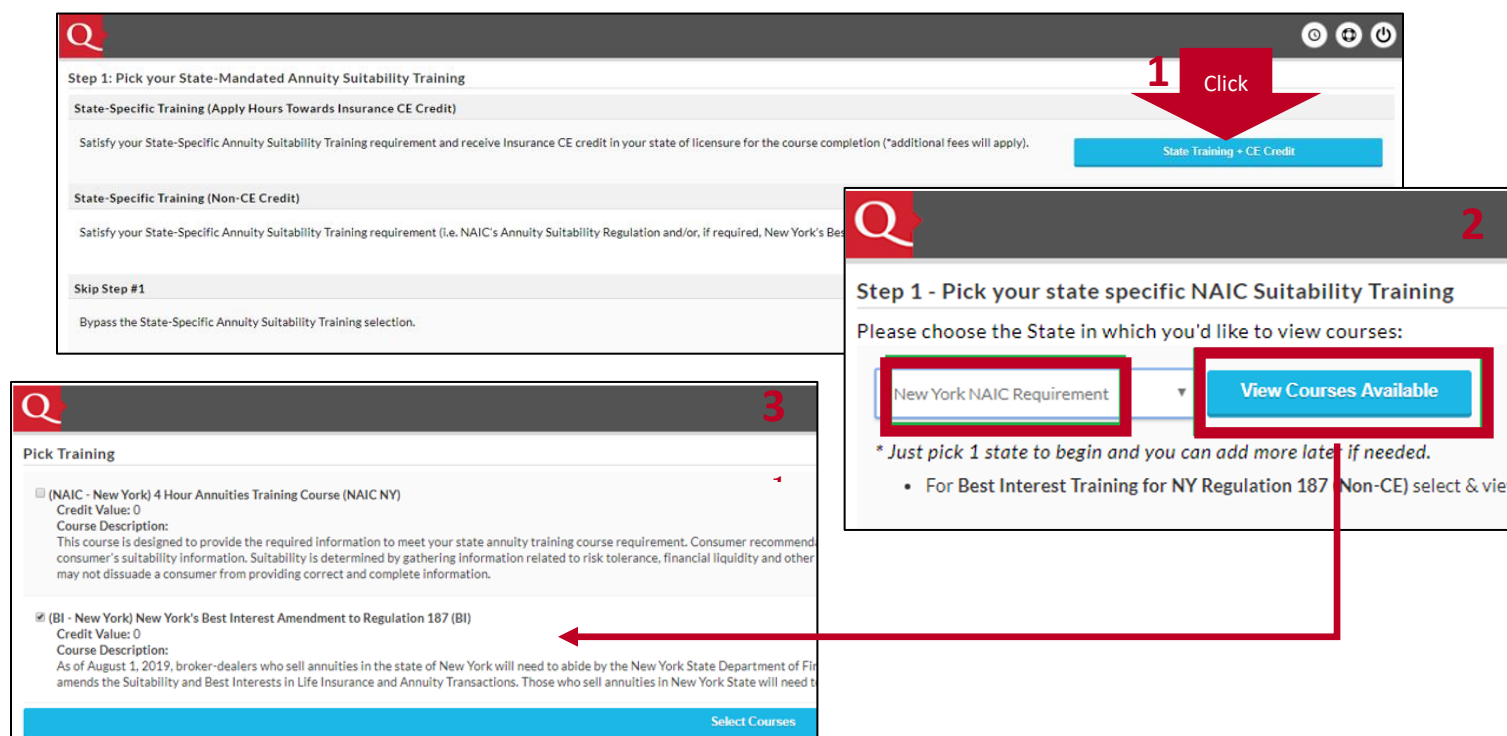 Q
Step 1: Pick your State-Mandated Annuity Suitability Training
1
Click
State-Specific Training (Apply Hours Towards Insurance CE Credit)
Satisfy your State-Specific Annuity Suitability Training requirement and receive Insurance CE credit in your state of licensure for the course completion (*additional fees will apply).
State Training + CE Credit
State-Specific Training (Non-CE Credit)
Satisfy your State-Specific Annuity Suitability Training requirement (i.e. NAIC's Annuity Suitability Regulation and/or, if required, New York's Bes
Skip Step #1
Bypass the State-Specific Annuity Suitability Training selection.
Q
2
Step 1 - Pick your state specific NAIC Suitability Training
Please choose the State in which you'd like to view courses:
New York NAIC Requirement
View Courses Available
* Just pick 1 state to begin and you can add more later if needed.
• For Best Interest Training for NY Regulation 187 (Non-CE) select & vie
Q
3
Pick Training
(NAIC - New York) 4 Hour Annuities Training Course (NAIC NY)
Credit Value: 0
Course Description:
This course is designed to provide the required information to meet your state annuity training course requirement. Consumer recommend
consumer's suitability information. Suitability is determined by gathering information related to risk tolerance, financial liquidity and other
may not dissuade a consumer from providing correct and complete information.
(BI - New York) New York's Best Interest Amendment to Regulation 187 (BI)
Credit Value: 0
Course Description:
As of August 1, 2019, broker-dealers who sell annuities in the state of New York will need to abide by the New York State Department of Fi
amends the Suitability and Best Interests in Life Insurance and Annuity Transactions. Those who sell annuities in New York State will need t
Select Courses